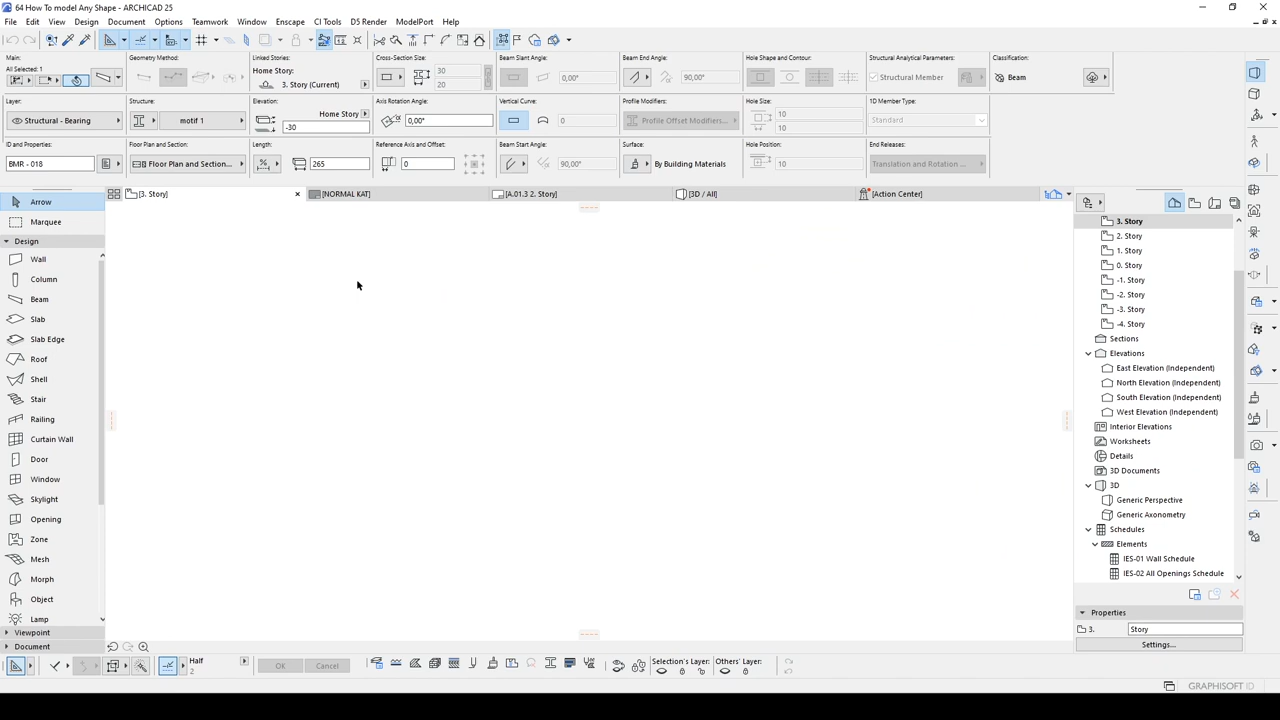 64 How To model Any Shape - ARCHICAD 25
File Edit View Design Document Options Teamwork Window Enscape CI Tools D5 Render ModelPort Help
Main: Geometry Method: Linked Stories: Cross-Section Size: Beam Slant Angle: Beam End Angle: Hole Shape and Contour: Structural Analytical Parameters: Classification:
All Selected: 1 Home Story: 30 0,00° 90,00° Structural Member Beam
3. Story (Current) 20
Layer: Structure: Elevation: Axis Rotation Angle: Vertical Curve: Profile Modifiers: Hole Size: 1D Member Type:
Structural - Bearing motif 1 Home Story 0,00° 0 Profile Offset Modifiers... 10 Standard
-30 10
ID and Properties: Floor Plan and Section: Length: Reference Axis and Offset: Beam Start Angle: Surface: Hole Position: End Releases:
BMR - 018 Floor Plan and Section... 265 0 90,00° By Building Materials 10 Translation and Rotation ...
[3. Story] [NORMAL KAT] [A.01.3 2. Story] [3D / All] [Action Center]
Arrow
Marquee
Design
Wall
Column
Beam
Slab
Slab Edge
Roof
Shell
Stair
Railing
Curtain Wall
Door
Window
Skylight
Opening
Zone
Mesh
Morph
Object
Lamp
Viewpoint
Document
3. Story
2. Story
1. Story
0. Story
-1. Story
-2. Story
-3. Story
-4. Story
Sections
Elevations
East Elevation (Independent)
North Elevation (Independent)
South Elevation (Independent)
West Elevation (Independent)
Interior Elevations
Worksheets
Details
3D Documents
3D
Generic Perspective
Generic Axonometry
Schedules
Elements
IES-01 Wall Schedule
IES-02 All Openings Schedule
Properties
3. Story
Settings...
Half
2
OK Cancel
Selection's Layer: Others' Layer:
GRAPHISOFT ID